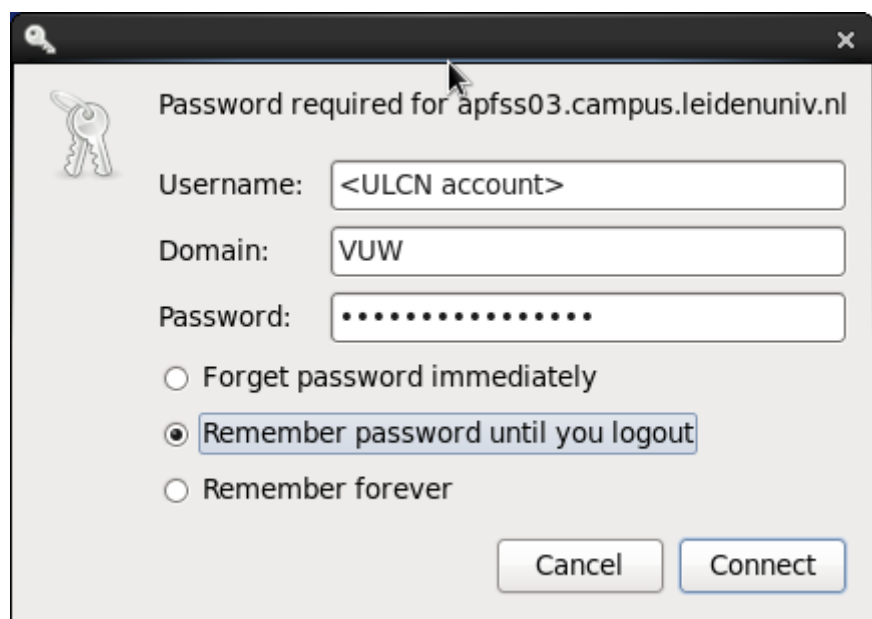 Password required for apfss03.campus.leidenuniv.nl
Username: <ULCN account>
Domain: VUW
Password: ••••••••••••••••
Forget password immediately
Remember password until you logout
Remember forever
Cancel Connect